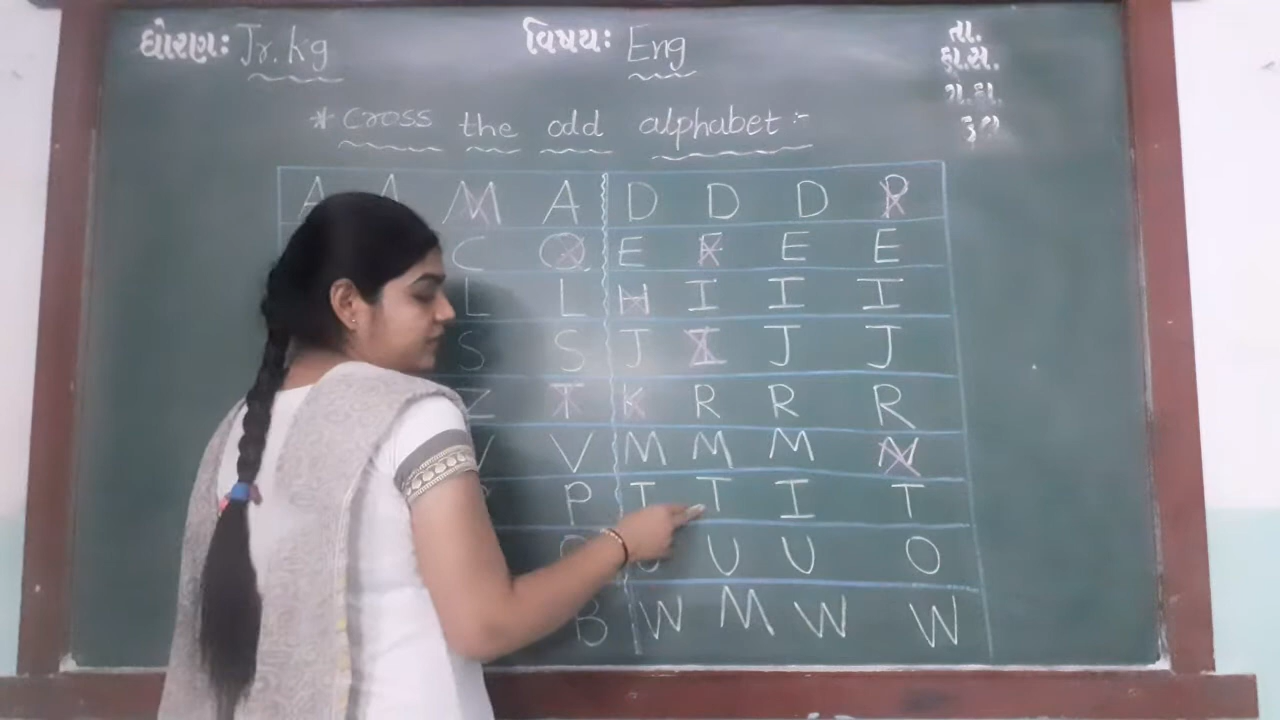 ધોરણ: Jr. kg વિષય: Eng તા.
હા.સ.
* Cross the odd alphabet :-
A A M A D D D P
C Q E F E E
L L H I I I
S S J I J J
Z T K R R R
V V M M M N
P T T I T
U U U O
B W M W W